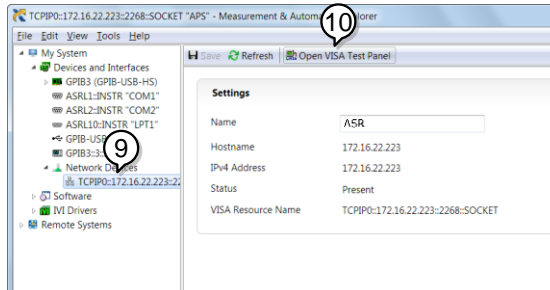 TCPIP0::172.16.22.223::2268::SOCKET "APS" - Measurement & Automa orer
10
File Edit View Tools Help
Save Refresh Open VISA Test Panel
My System
Devices and Interfaces
GPIB3 (GPIB-USB-HS)
ASRL1::INSTR "COM1"
ASRL2::INSTR "COM2"
ASRL10::INSTR "LPT1"
GPIB-USB
GPIB3::3::
9
Network Devices
TCPIP0::172.16.22.223::22
Software
IVI Drivers
Remote Systems
Settings
Name ASR
Hostname 172.16.22.223
IPv4 Address 172.16.22.223
Status Present
VISA Resource Name TCPIP0::172.16.22.223::2268::SOCKET